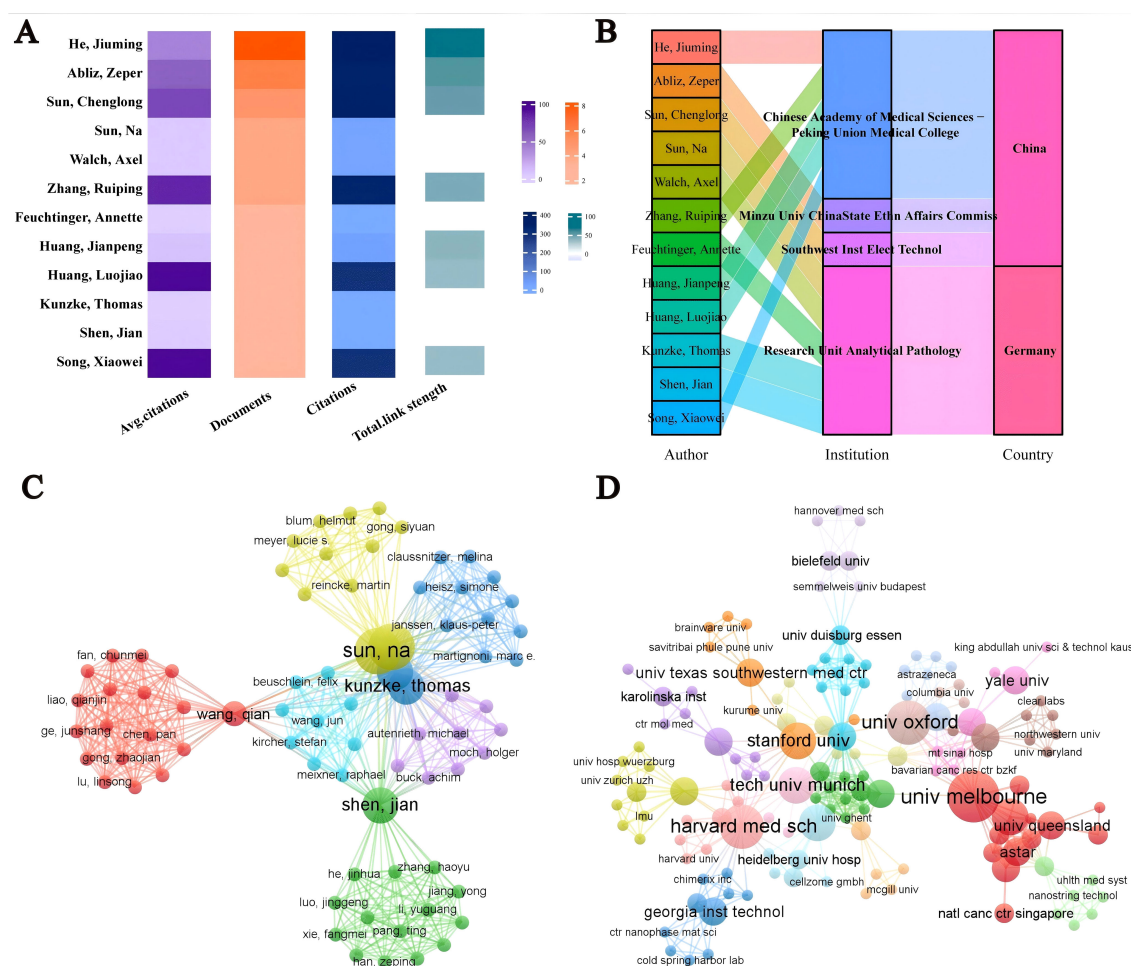 A
He, Jiuming
Abliz, Zeper
Sun, Chenglong
Sun, Na
Walch, Axel
Zhang, Ruiping
Feuchtinger, Annette
Huang, Jianpeng
Huang, Luojiao
Kunzke, Thomas
Shen, Jian
Song, Xiaowei
Avg.citations
Documents
Citations
Total.link stength
100
50
0
8
6
4
2
400
300
200
100
0
100
50
0
B
He, Jiuming
Abliz, Zeper
Sun, Chenglong
Sun, Na
Walch, Axel
Zhang, Ruiping
Feuchtinger, Annette
Huang, Jianpeng
Huang, Luojiao
Kunzke, Thomas
Shen, Jian
Song, Xiaowei
Chinese Academy of Medical Sciences −
Peking Union Medical College
Minzu Univ ChinaState Ethn Affairs Commiss
Southwest Inst Elect Technol
Research Unit Analytical Pathology
China
Germany
Author
Institution
Country
C
blum, helmut
gong, siyuan
meyer, lucie s.
claussnitzer, melina
reincke, martin
heisz, simone
janssen, klaus-peter
sun, na
martignoni, marc e.
fan, chunmei
beuschlein, felix
kunzke, thomas
liao, qianjin
wang, qian
wang, jun
autenrieth, michael
ge, junshang
chen, pan
kircher, stefan
moch, holger
gong, zhaojian
lu, linsong
meixner, raphael
buck, achim
shen, jian
he, jinhua
zhang, haoyu
jiang, yong
luo, jinggeng
li, yuguang
xie, fangmei
pang, ting
han, zeping
D
hannover med sch
bielefeld univ
semmelweis univ budapest
brainware univ
univ duisburg essen
savitribai phule pune univ
king abdullah univ sci & technol kaus
univ texas southwestern med ctr
astrazeneca
yale univ
karolinska inst
columbia univ
ctr mol med
kurume univ
univ oxford
clear labs
stanford univ
northwestern univ
mt sinai hosp
univ maryland
univ hosp wuerzburg
bavarian canc res ctr bzkf
univ zurich uzh
tech univ munich
univ melbourne
lmu
univ ghent
harvard med sch
univ queensland
harvard univ
heidelberg univ hosp
astar
chimerix inc
cellzome gmbh
mcgill univ
uhlth med syst
nanostring technol
georgia inst technol
natl canc ctr singapore
ctr nanophase mat sci
cold spring harbor lab